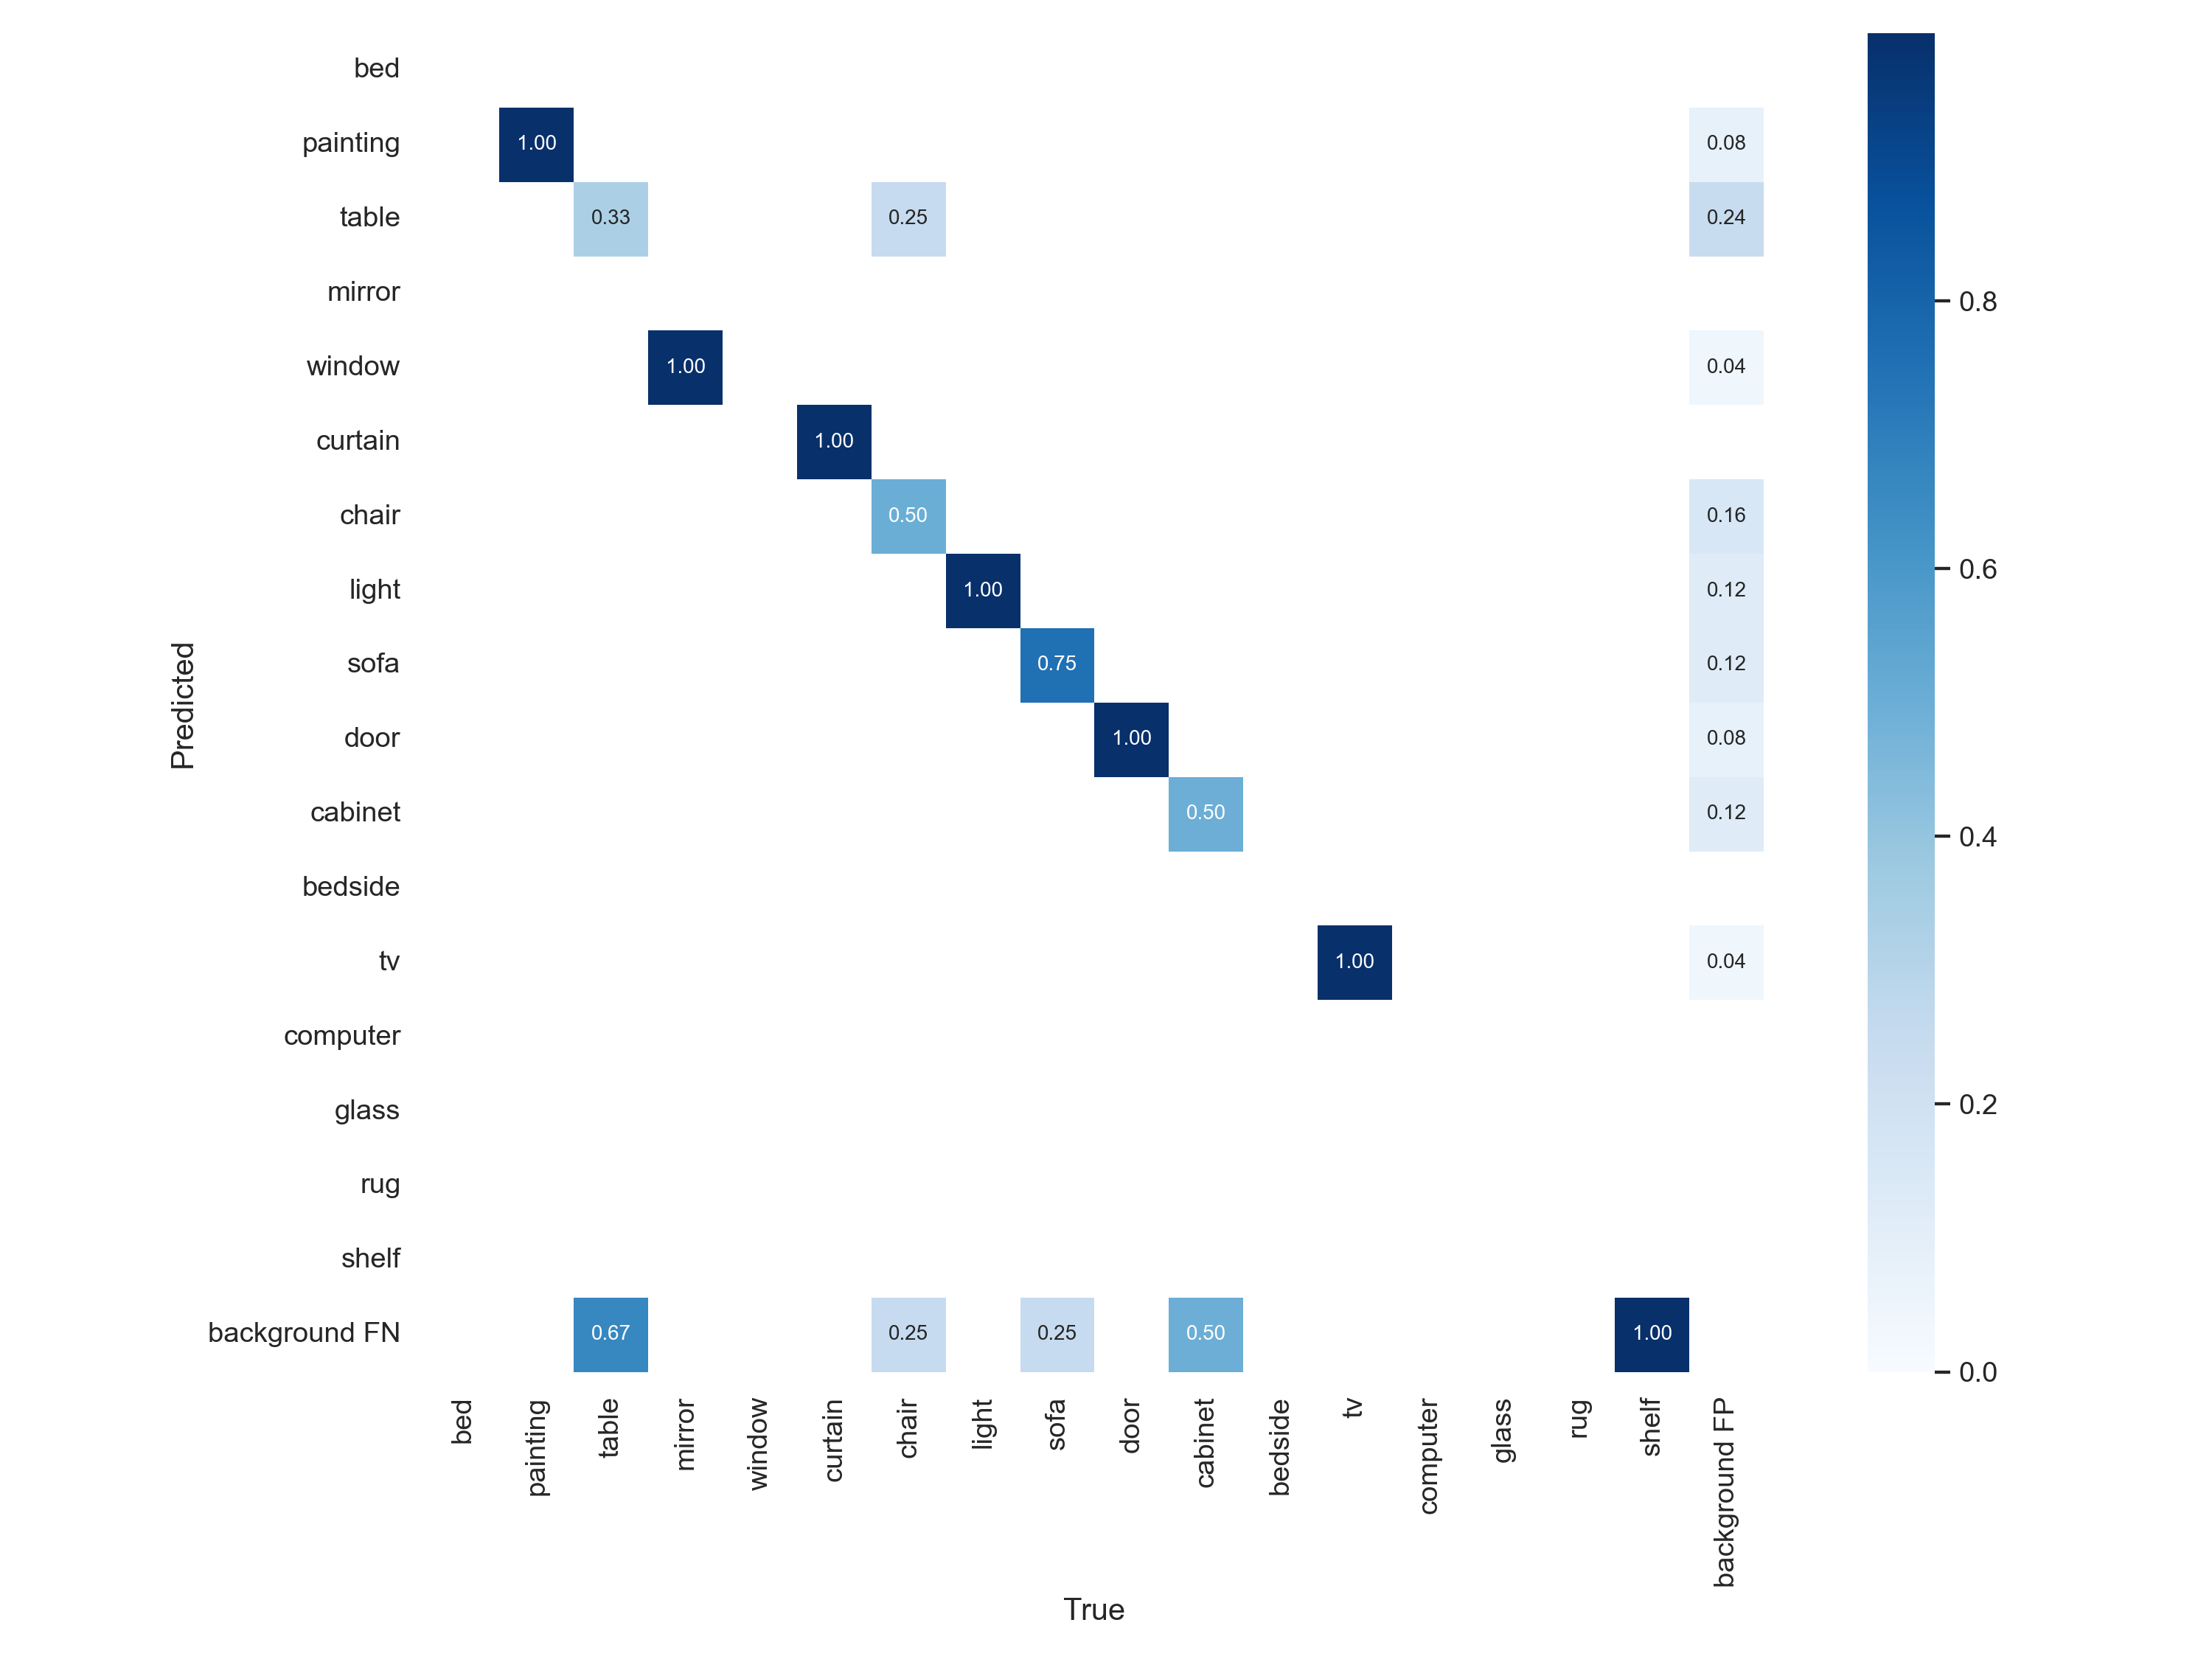 bed
painting 1.00 0.08
table 0.33 0.25 0.24
mirror
window 1.00 0.04
curtain 1.00
chair 0.50 0.16
light 1.00 0.12
sofa 0.75 0.12
door 1.00 0.08
cabinet 0.50 0.12
bedside
tv 1.00 0.04
computer
glass
rug
shelf
background FN 0.67 0.25 0.25 0.50 1.00
Predicted
bed painting table mirror window curtain chair light sofa door cabinet bedside tv computer glass rug shelf background FP
True
0.8
0.6
0.4
0.2
0.0